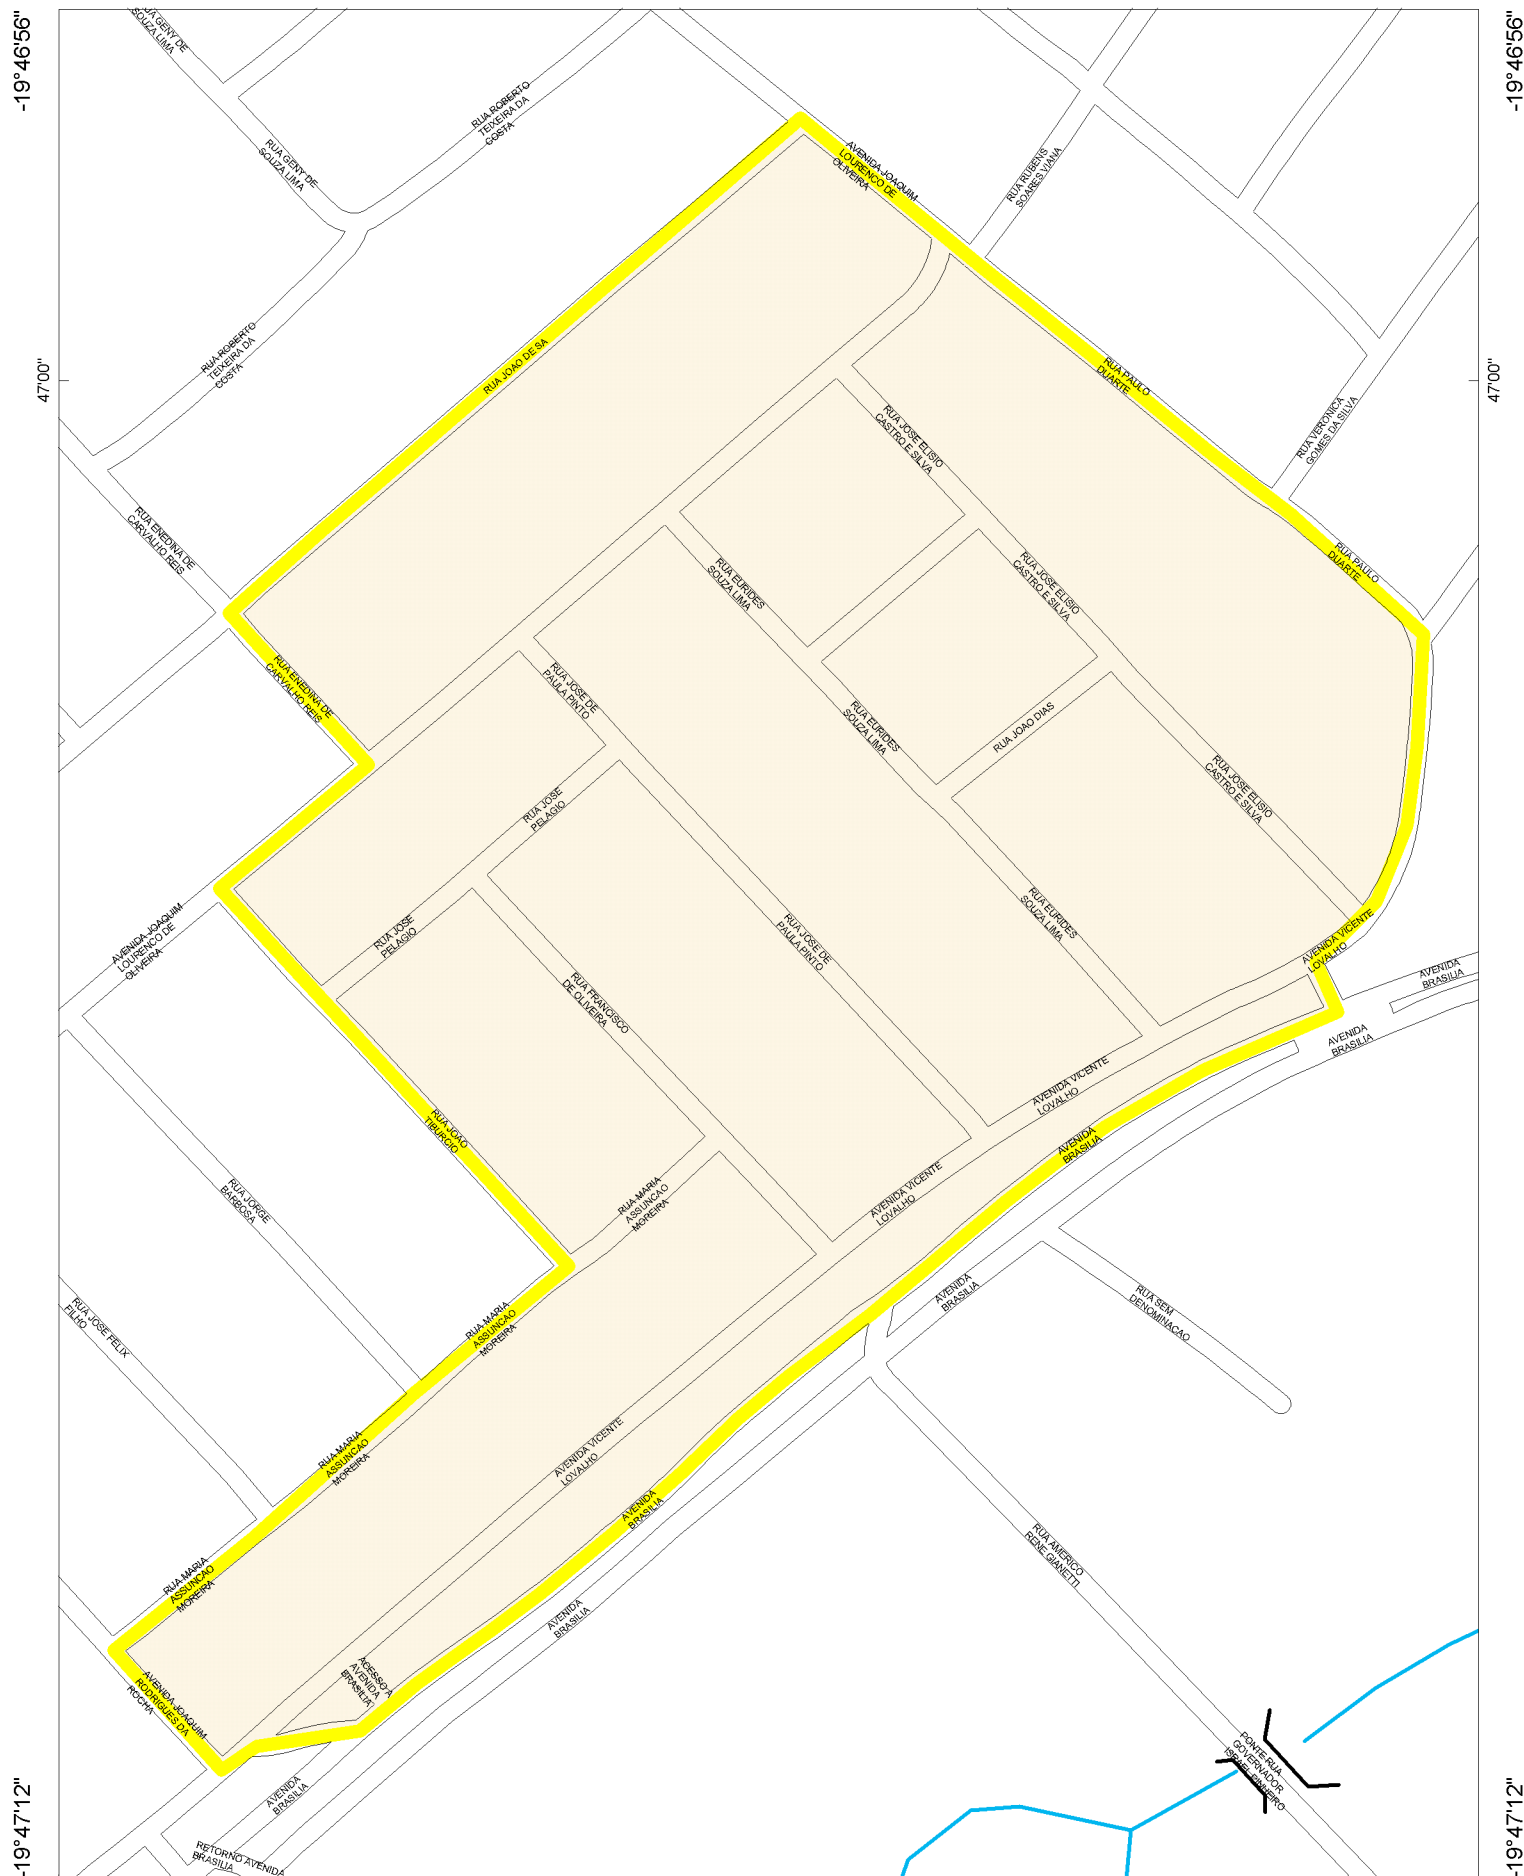 -19°46'56"
-19°46'56"
RUA GENY DE
SOUZA LIMA
RUA ROBERTO
TEIXEIRA DA
COSTA
RUA GENY DE
SOUZA LIMA
AVENIDA JOAQUIM
LOURENCO DE
OLIVEIRA
RUA RUBENS
SOARES VIANA
RUA ROBERTO
TEIXEIRA DA
COSTA
RUA JOAO DE SA
RUA PAULO
DUARTE
47'00"
47'00"
RUA JOSE ELISIO
CASTRO E SILVA
RUA VERONICA
GOMES DA SILVA
RUA ENEDINA DE
CARVALHO REIS
RUA PAULO
DUARTE
RUA EURIDES
SOUZA LIMA
RUA JOSE ELISIO
CASTRO E SILVA
RUA ENEDINA DE
CARVALHO REIS
RUA JOSE DE
PAULA PINTO
RUA EURIDES
SOUZA LIMA
RUA JOAO DIAS
RUA JOSE
PELAGIO
RUA JOSE ELISIO
CASTRO E SILVA
AVENIDA JOAQUIM
LOURENCO DE
OLIVEIRA
RUA JOSE
PELAGIO
RUA JOSE DE
PAULA PINTO
RUA EURIDES
SOUZA LIMA
AVENIDA VICENTE
LOVALHO
AVENIDA
BRASILIA
RUA FRANCISCO
DE OLIVEIRA
AVENIDA
BRASILIA
AVENIDA VICENTE
LOVALHO
RUA JOAO
TIBURCIO
AVENIDA
BRASILIA
RUA JORGE
BARBOSA
RUA MARIA
ASSUNCAO
MOREIRA
AVENIDA VICENTE
LOVALHO
AVENIDA
BRASILIA
RUA SEM
DENOMINACAO
RUA JOSE FELIX
FILHO
RUA MARIA
ASSUNCAO
MOREIRA
RUA MARIA
ASSUNCAO
MOREIRA
AVENIDA VICENTE
LOVALHO
AVENIDA
BRASILIA
RUA AMERICO
RENE GIANETTI
RUA MARIA
ASSUNCAO
MOREIRA
AVENIDA
BRASILIA
ACESSO A
AVENIDA
BRASILIA
AVENIDA JOAQUIM
RODRIGUES DA
ROCHA
PONTE RUA
GOVERNADOR
ISRAEL PINHEIRO
AVENIDA
BRASILIA
RETORNO AVENIDA
BRASILIA
-19°47'12"
-19°47'12"